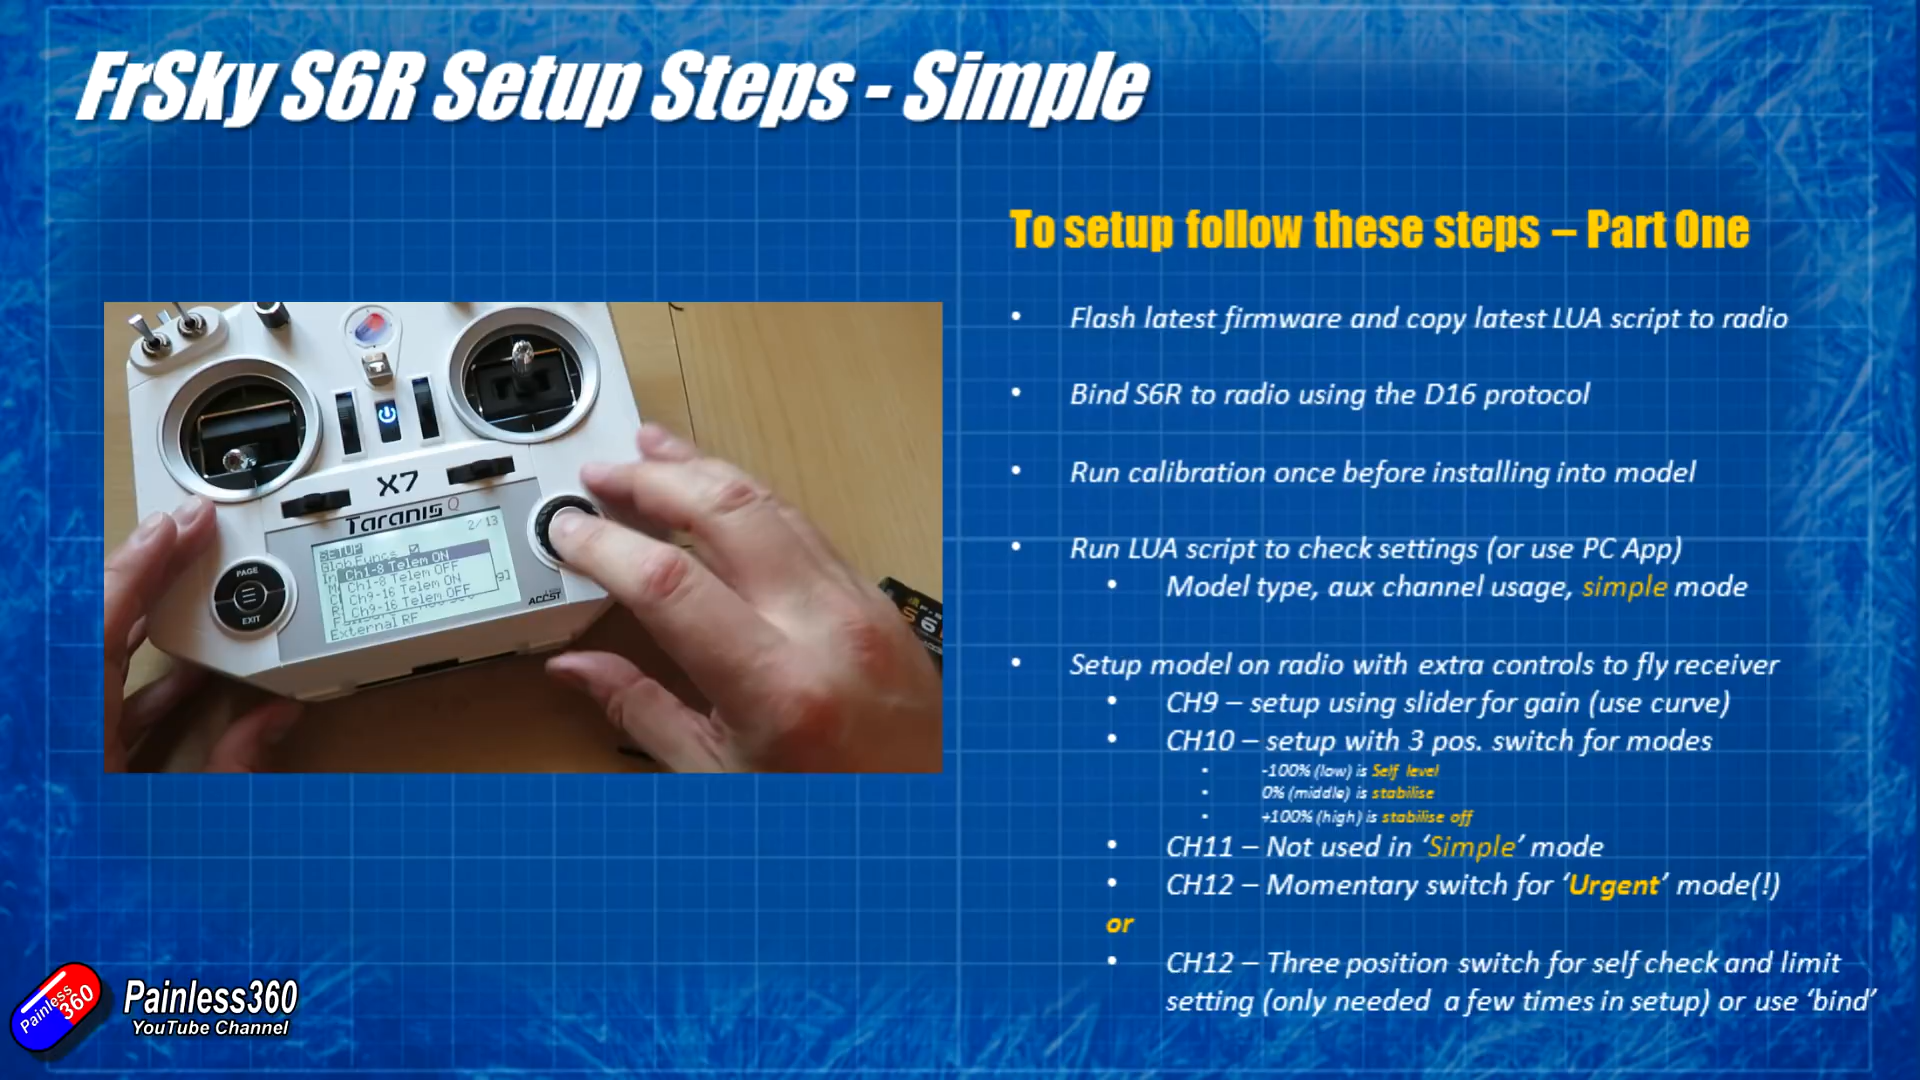 FrSky S6R Setup Steps - Simple
To setup follow these steps – Part One
• Flash latest firmware and copy latest LUA script to radio
• Bind S6R to radio using the D16 protocol
• Run calibration once before installing into model
• Run LUA script to check settings (or use PC App)
• Model type, aux channel usage, simple mode
• Setup model on radio with extra controls to fly receiver
• CH9 – setup using slider for gain (use curve)
• CH10 – setup with 3 pos. switch for modes
• -100% (low) is Self level
• 0% (middle) is stabilise
• +100% (high) is stabilise off
• CH11 – Not used in ‘Simple’ mode
• CH12 – Momentary switch for ‘Urgent’ mode(!)
or
• CH12 – Three position switch for self check and limit
setting (only needed a few times in setup) or use ‘bind’
X7
Taranis Q
2/13
SETUP
Ch1-8 Telem ON
Ch1-8 Telem OFF
Ch9-16 Telem ON
Ch9-16 Telem OFF
External RF
PAGE
EXIT
ACCST
S6
Painless
360
Painless360
YouTube Channel